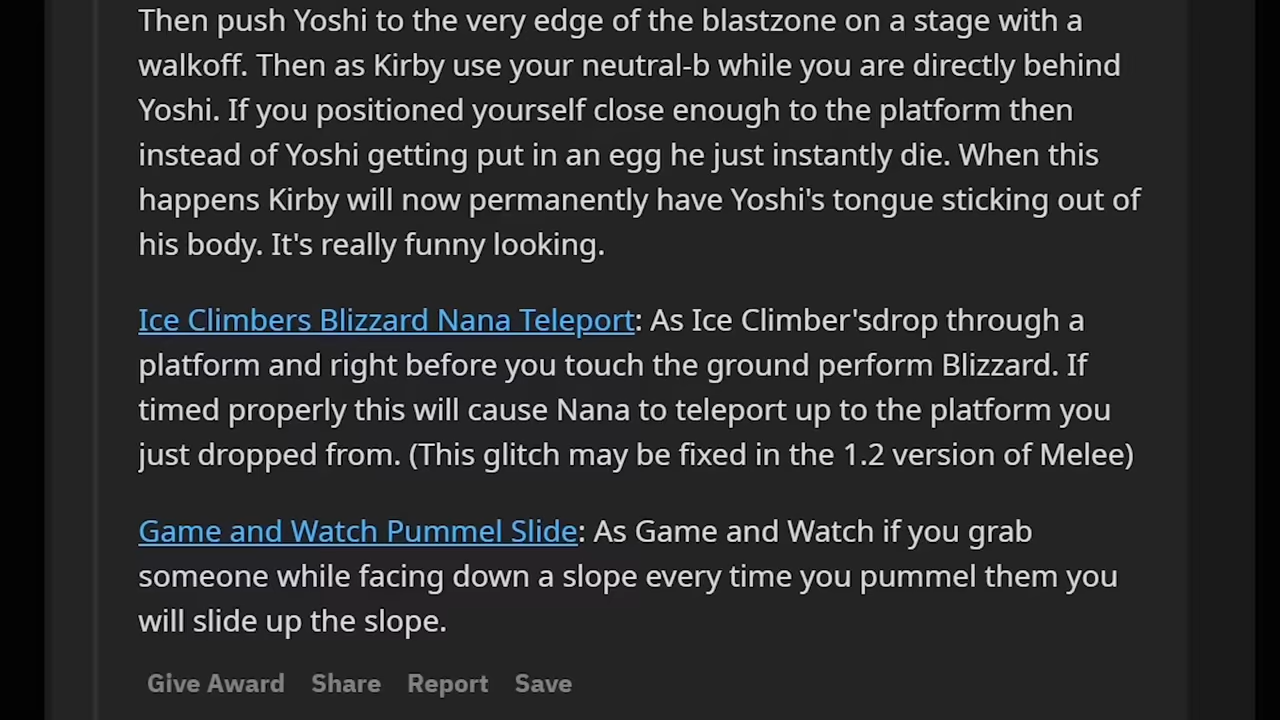 Then push Yoshi to the very edge of the blastzone on a stage with a
walkoff. Then as Kirby use your neutral-b while you are directly behind
Yoshi. If you positioned yourself close enough to the platform then
instead of Yoshi getting put in an egg he just instantly die. When this
happens Kirby will now permanently have Yoshi's tongue sticking out of
his body. It's really funny looking.
Ice Climbers Blizzard Nana Teleport: As Ice Climber'sdrop through a
platform and right before you touch the ground perform Blizzard. If
timed properly this will cause Nana to teleport up to the platform you
just dropped from. (This glitch may be fixed in the 1.2 version of Melee)
Game and Watch Pummel Slide: As Game and Watch if you grab
someone while facing down a slope every time you pummel them you
will slide up the slope.
Give Award Share Report Save